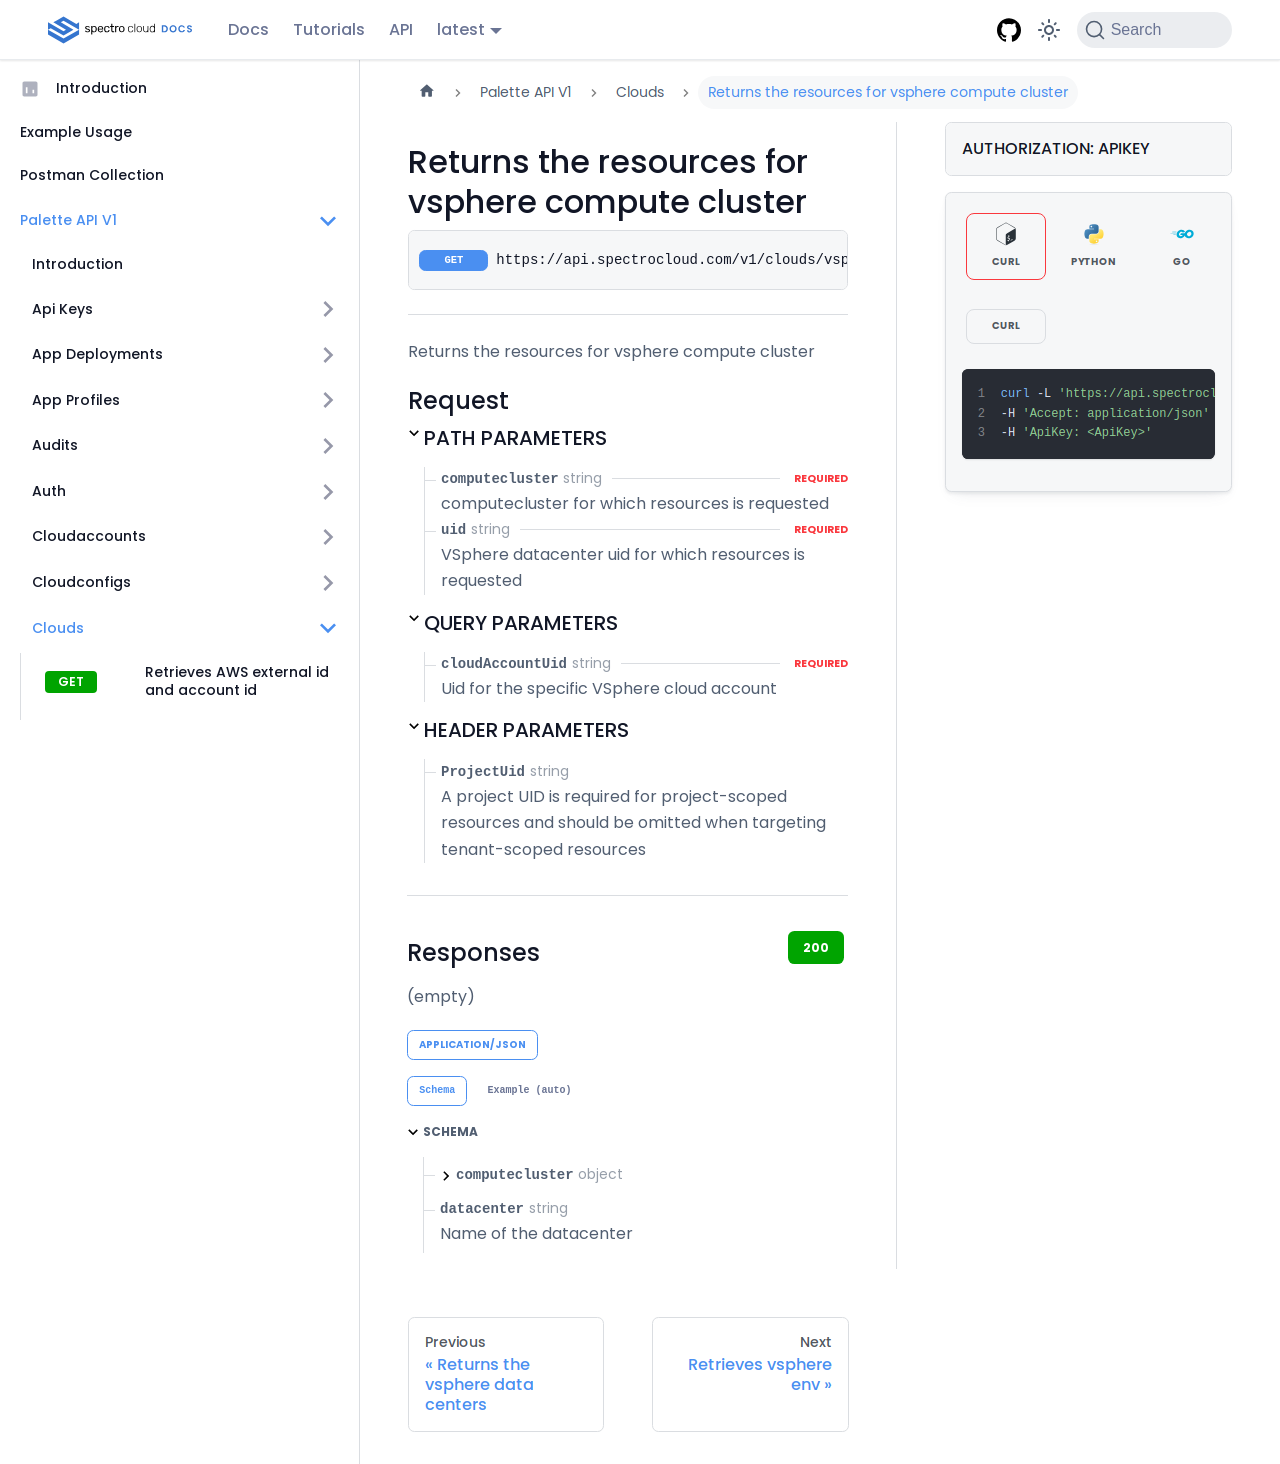 spectro cloud DOCS
Docs
Tutorials
API
latest
Search
Introduction
Example Usage
Postman Collection
Palette API V1
Introduction
Api Keys
App Deployments
App Profiles
Audits
Auth
Cloudaccounts
Cloudconfigs
Clouds
GET
Retrieves AWS external id
and account id
Palette API V1
Clouds
Returns the resources for vsphere compute cluster
Returns the resources for
vsphere compute cluster
GET
https://api.spectrocloud.com/v1/clouds/vsp
Returns the resources for vsphere compute cluster
Request
PATH PARAMETERS
computecluster string REQUIRED
computecluster for which resources is requested
uid string REQUIRED
VSphere datacenter uid for which resources is
requested
QUERY PARAMETERS
cloudAccountUid string REQUIRED
Uid for the specific VSphere cloud account
HEADER PARAMETERS
ProjectUid string
A project UID is required for project-scoped
resources and should be omitted when targeting
tenant-scoped resources
Responses
200
(empty)
APPLICATION/JSON
Schema
Example (auto)
SCHEMA
computecluster object
datacenter string
Name of the datacenter
Previous
« Returns the
vsphere data
centers
Next
Retrieves vsphere
env »
AUTHORIZATION: APIKEY
CURL
PYTHON
GO
CURL
1 curl -L 'https://api.spectrocl
2 -H 'Accept: application/json'
3 -H 'ApiKey: <ApiKey>'